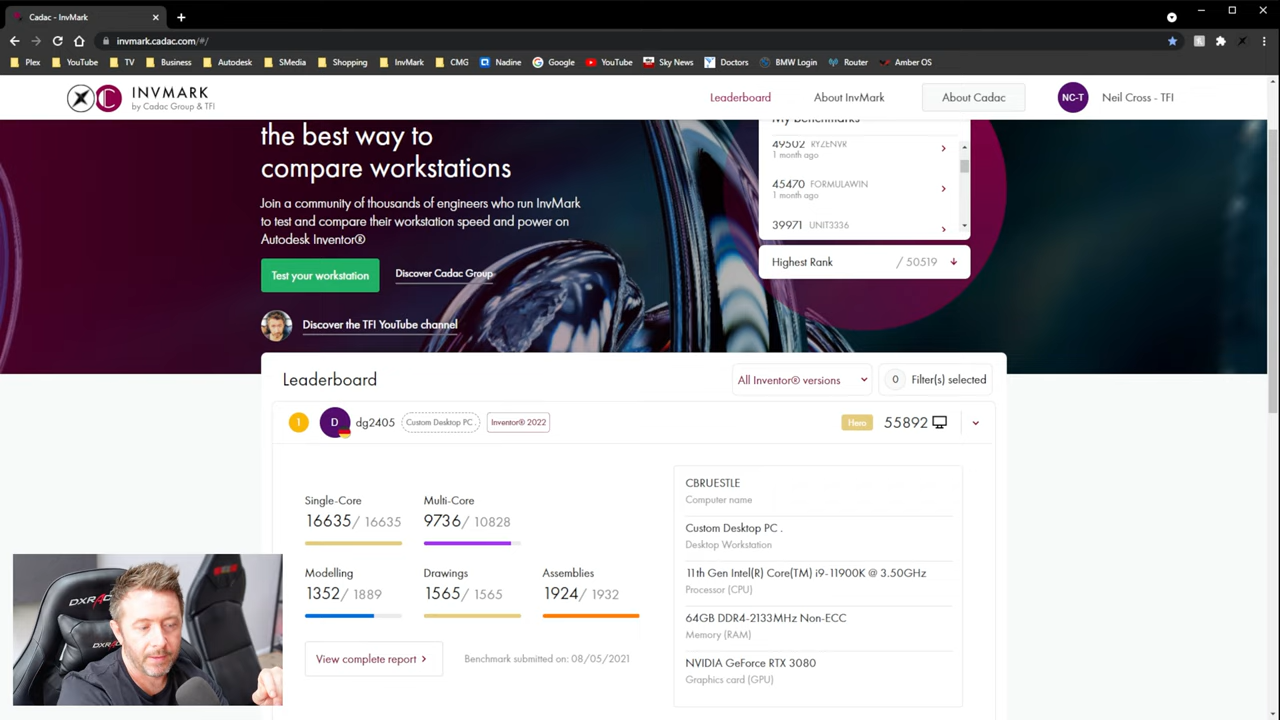 Cadac - InvMark
invmark.cadac.com/#/
Plex YouTube TV Business Autodesk SMedia Shopping InvMark CMG Nadine Google YouTube Sky News Doctors BMW Login Router Amber OS
INVMARK
by Cadac Group & TFI
Leaderboard About InvMark About Cadac NC-T Neil Cross - TFI
the best way to
compare workstations
Join a community of thousands of engineers who run InvMark
to test and compare their workstation speed and power on
Autodesk Inventor®
Test your workstation Discover Cadac Group
Discover the TFI YouTube channel
My Benchmarks
49502 RYZENVR
1 month ago
45470 FORMULAWIN
1 month ago
39971 UNIT3336
Highest Rank / 50519
Leaderboard All Inventor® versions 0 Filter(s) selected
1 D dg2405 Custom Desktop PC . Inventor® 2022 Hero 55892
Single-Core Multi-Core
16635/ 16635 9736/ 10828
Modelling Drawings Assemblies
1352/ 1889 1565/ 1565 1924/ 1932
View complete report Benchmark submitted on: 08/05/2021
CBRUESTLE
Computer name
Custom Desktop PC .
Desktop Workstation
11th Gen Intel(R) Core(TM) i9-11900K @ 3.50GHz
Processor (CPU)
64GB DDR4-2133MHz Non-ECC
Memory (RAM)
NVIDIA GeForce RTX 3080
Graphics card (GPU)